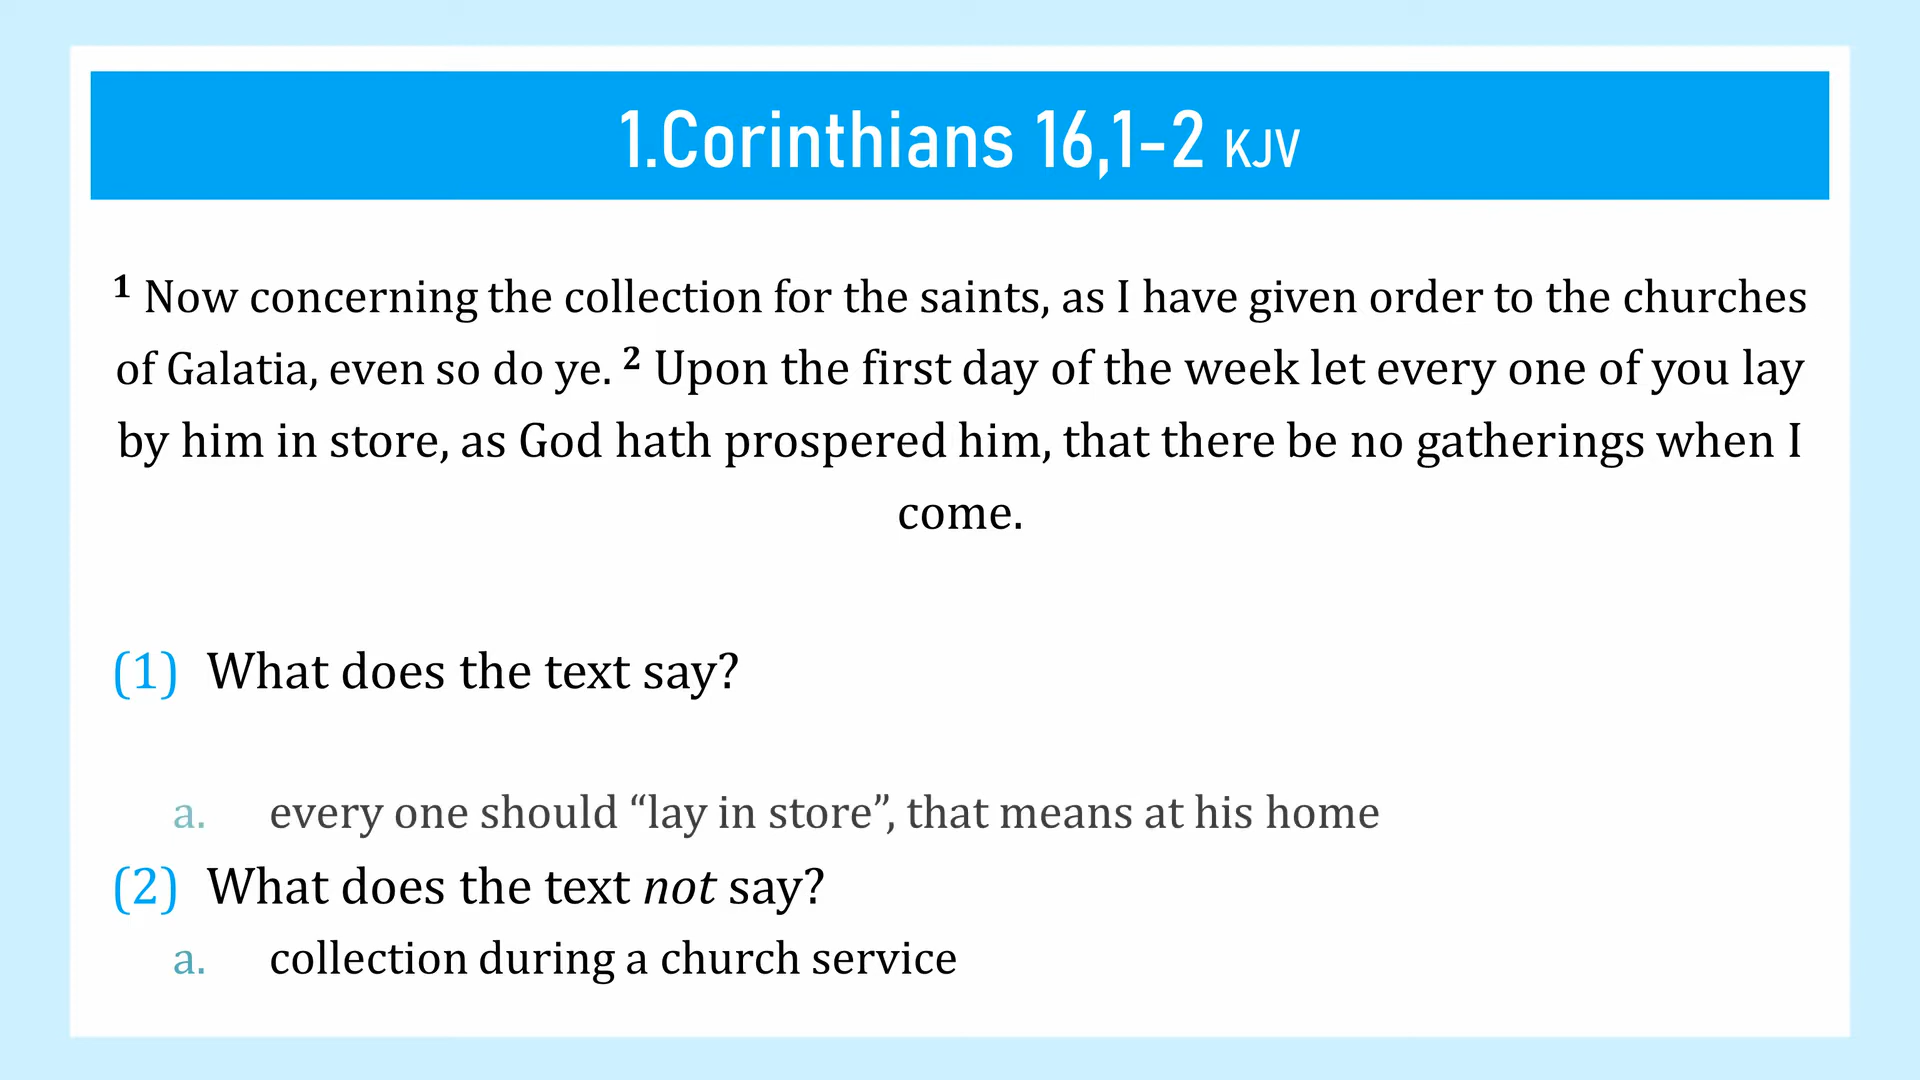 1.Corinthians 16,1-2 KJV
1 Now concerning the collection for the saints, as I have given order to the churches
of Galatia, even so do ye. 2 Upon the first day of the week let every one of you lay
by him in store, as God hath prospered him, that there be no gatherings when I
come.
(1) What does the text say?
a. every one should “lay in store”, that means at his home
(2) What does the text not say?
a. collection during a church service